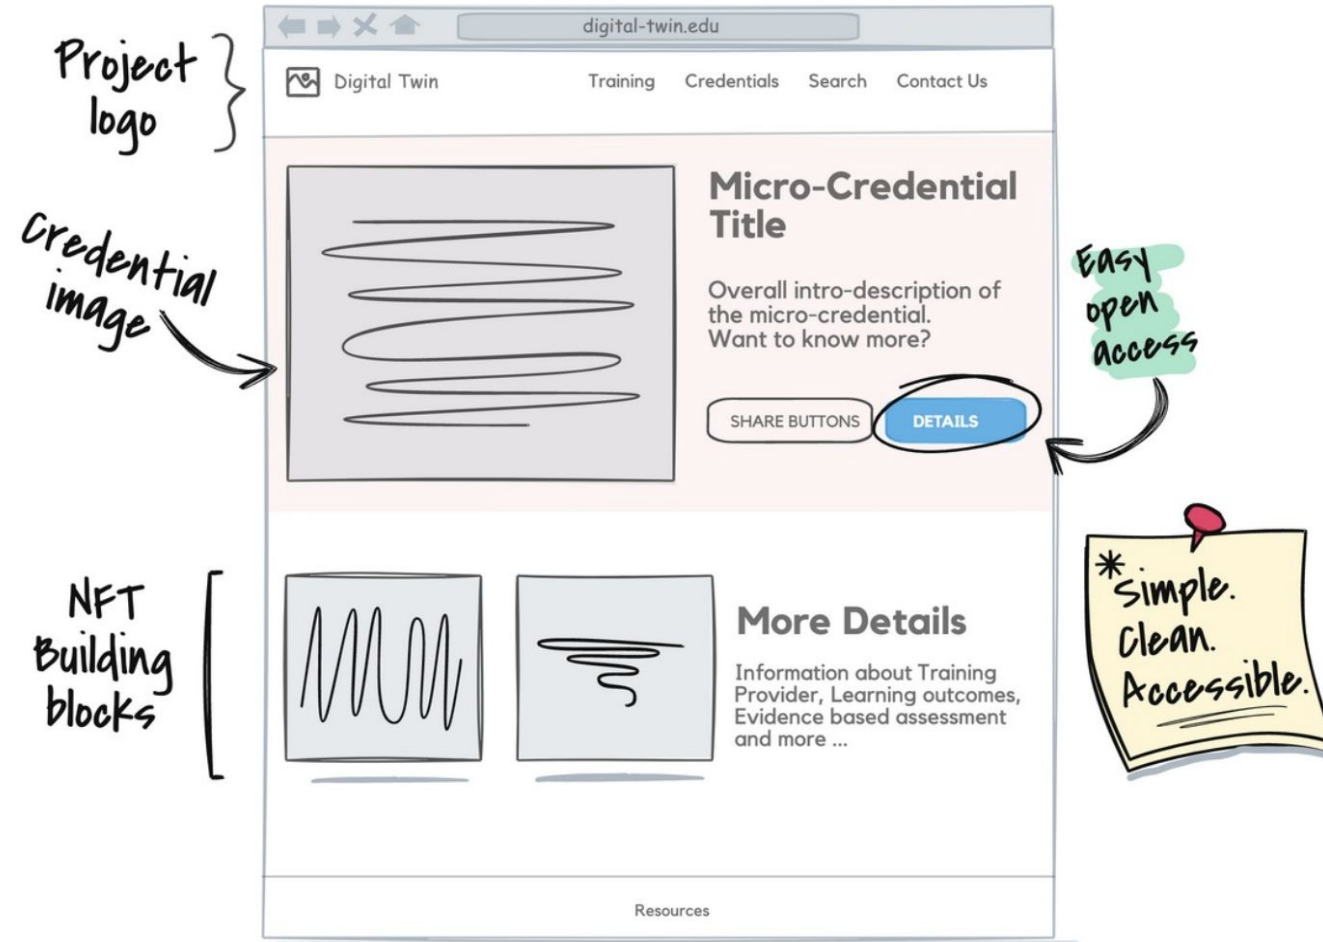 digital-twin.edu
Project
logo
Digital Twin
Training
Credentials
Search
Contact Us
Credential
image
Micro-Credential
Title
Overall intro-description of
the micro-credential.
Want to know more?
SHARE BUTTONS
DETAILS
Easy
open
access
NFT
Building
blocks
More Details
Information about Training
Provider, Learning outcomes,
Evidence based assessment
and more ...
*Simple.
Clean.
Accessible.
Resources